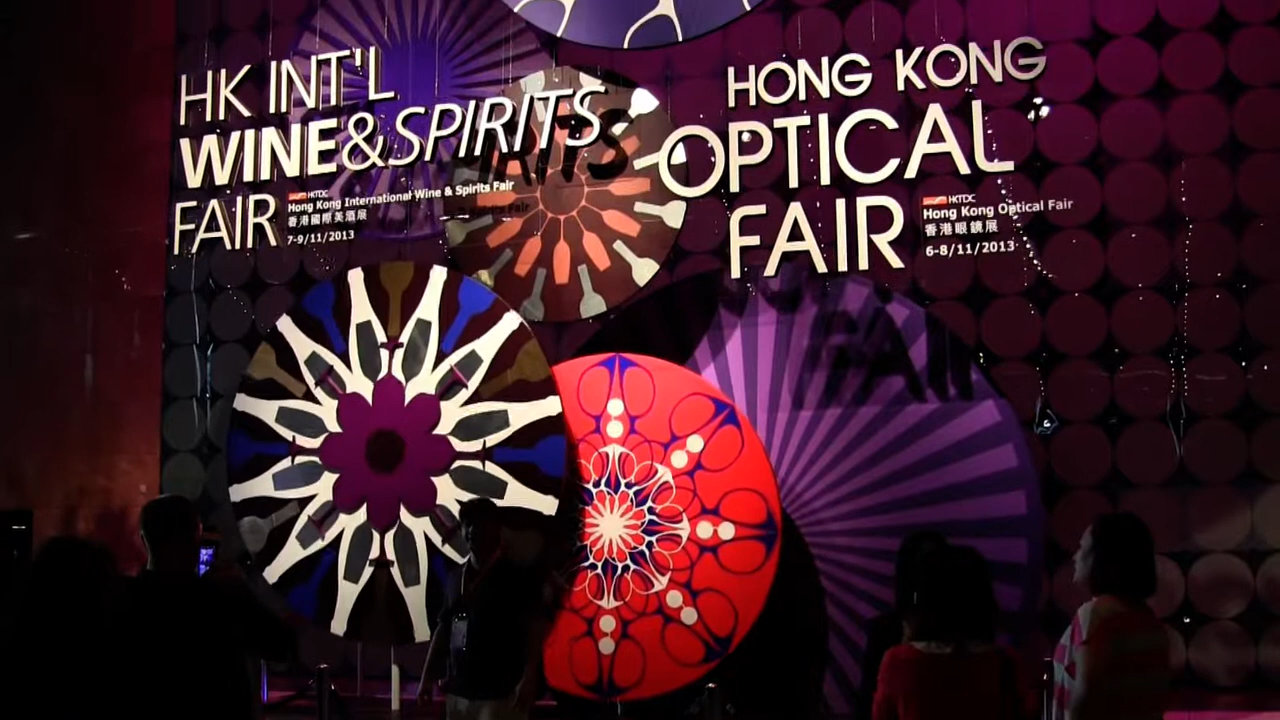 HK INT'L
WINE&SPIRITS
FAIR
HKTDC
Hong Kong International Wine & Spirits Fair
香港國際美酒展
7-9/11/2013
HONG KONG
OPTICAL
FAIR
HKTDC
Hong Kong Optical Fair
香港眼鏡展
6-8/11/2013